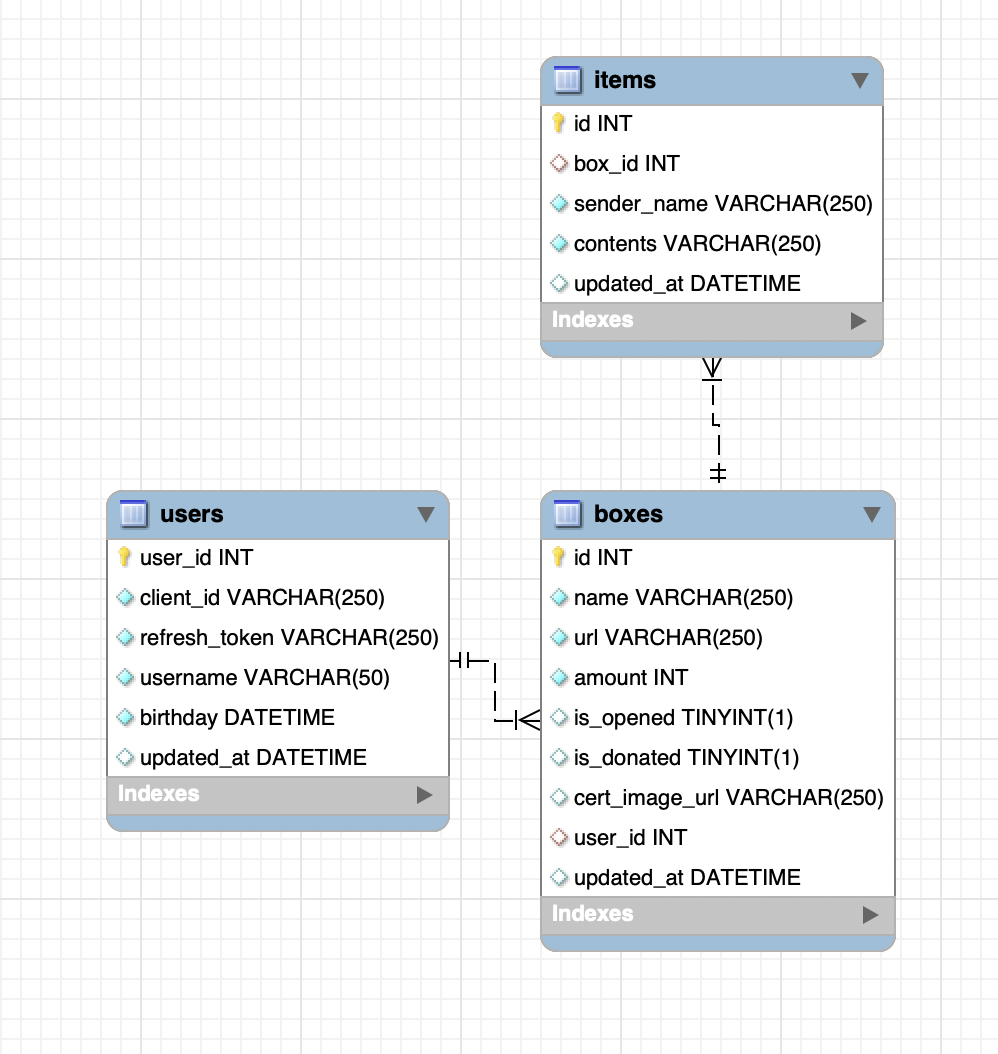 items
id INT
box_id INT
sender_name VARCHAR(250)
contents VARCHAR(250)
updated_at DATETIME
Indexes
users
user_id INT
client_id VARCHAR(250)
refresh_token VARCHAR(250)
username VARCHAR(50)
birthday DATETIME
updated_at DATETIME
Indexes
boxes
id INT
name VARCHAR(250)
url VARCHAR(250)
amount INT
is_opened TINYINT(1)
is_donated TINYINT(1)
cert_image_url VARCHAR(250)
user_id INT
updated_at DATETIME
Indexes